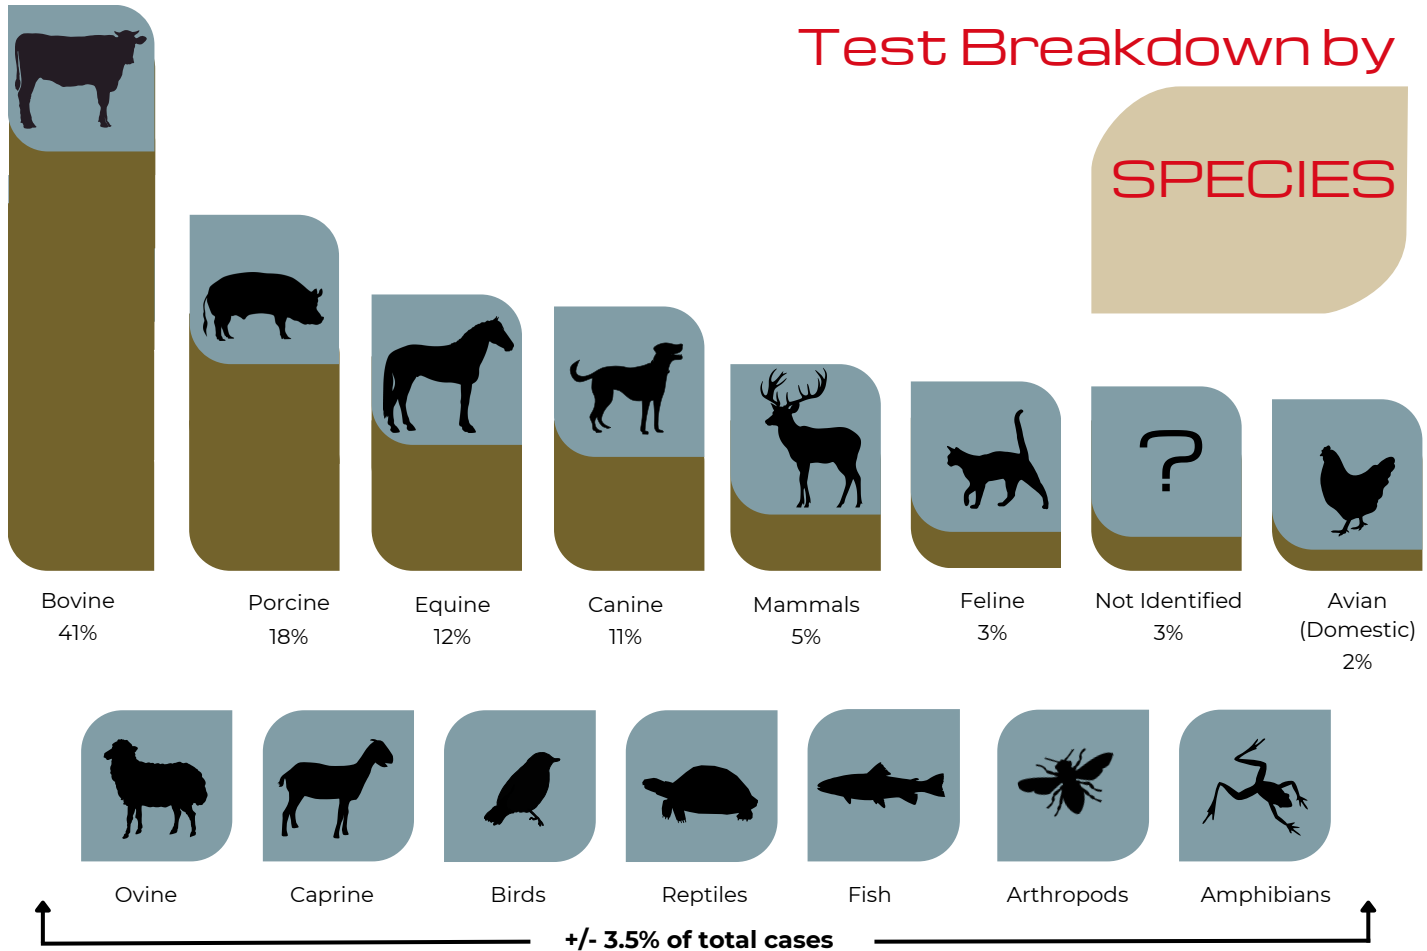 Test Breakdown by
SPECIES
?
Bovine
41%
Porcine
18%
Equine
12%
Canine
11%
Mammals
5%
Feline
3%
Not Identified
3%
Avian
(Domestic)
2%
Ovine
Caprine
Birds
Reptiles
Fish
Arthropods
Amphibians
+/- 3.5% of total cases